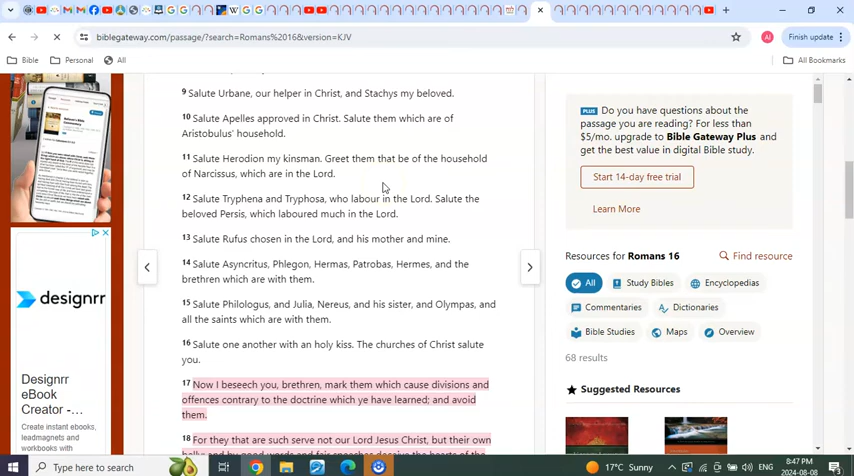 biblegateway.com/passage/?search=Romans%2016&version=KJV
Finish update
Bible
Personal
All
All Bookmarks
9 Salute Urbane, our helper in Christ, and Stachys my beloved.
10 Salute Apelles approved in Christ. Salute them which are of
Aristobulus' household.
11 Salute Herodion my kinsman. Greet them that be of the household
of Narcissus, which are in the Lord.
12 Salute Tryphena and Tryphosa, who labour in the Lord. Salute the
beloved Persis, which laboured much in the Lord.
13 Salute Rufus chosen in the Lord, and his mother and mine.
14 Salute Asyncritus, Phlegon, Hermas, Patrobas, Hermes, and the
brethren which are with them.
15 Salute Philologus, and Julia, Nereus, and his sister, and Olympas, and
all the saints which are with them.
16 Salute one another with an holy kiss. The churches of Christ salute
you.
17 Now I beseech you, brethren, mark them which cause divisions and
offences contrary to the doctrine which ye have learned; and avoid
them.
18 For they that are such serve not our Lord Jesus Christ, but their own
designrr
Designrr
eBook
Creator -...
Create instant ebooks,
leadmagnets and
workbooks with
PLUS Do you have questions about the
passage you are reading? For less than
$5/mo. upgrade to Bible Gateway Plus and
get the best value in digital Bible study.
Start 14-day free trial
Learn More
Resources for Romans 16
Find resource
All
Study Bibles
Encyclopedias
Commentaries
Dictionaries
Bible Studies
Maps
Overview
68 results
Suggested Resources
Type here to search
17°C Sunny
ENG
8:47 PM
2024-08-08